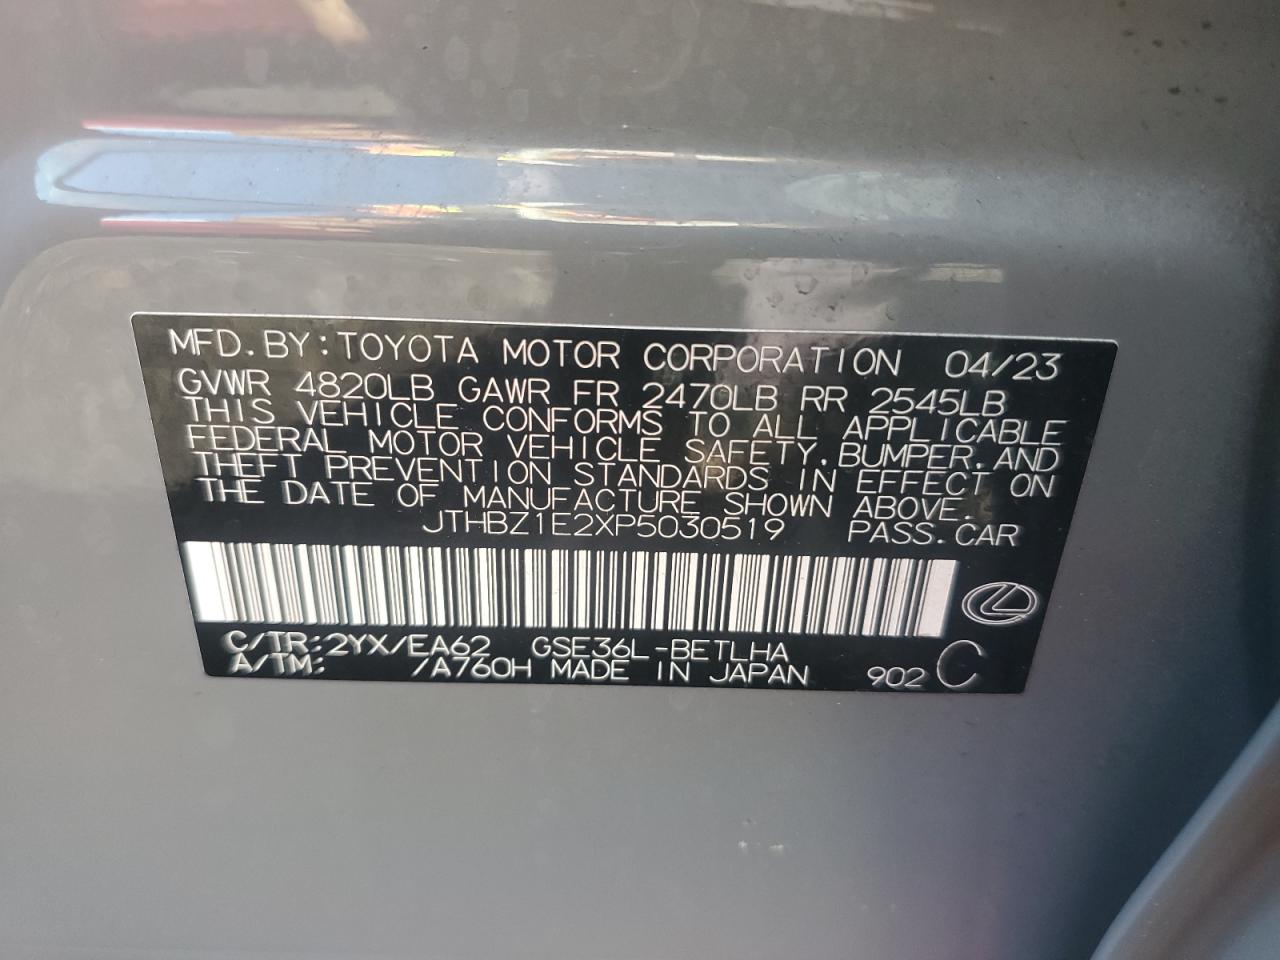 MFD. BY: TOYOTA MOTOR CORPORATION 04/23
GVWR 4820LB GAWR FR 2470LB RR 2545LB
THIS VEHICLE CONFORMS TO ALL APPLICABLE
FEDERAL MOTOR VEHICLE SAFETY, BUMPER, AND
THEFT PREVENTION STANDARDS IN EFFECT ON
THE DATE OF MANUFACTURE SHOWN ABOVE.
JTHBZ1E2XP5030519 PASS. CAR
C/TR: 2YX/EA62 GSE36L-BETLHA
A/TM: /A760H MADE IN JAPAN 902 C